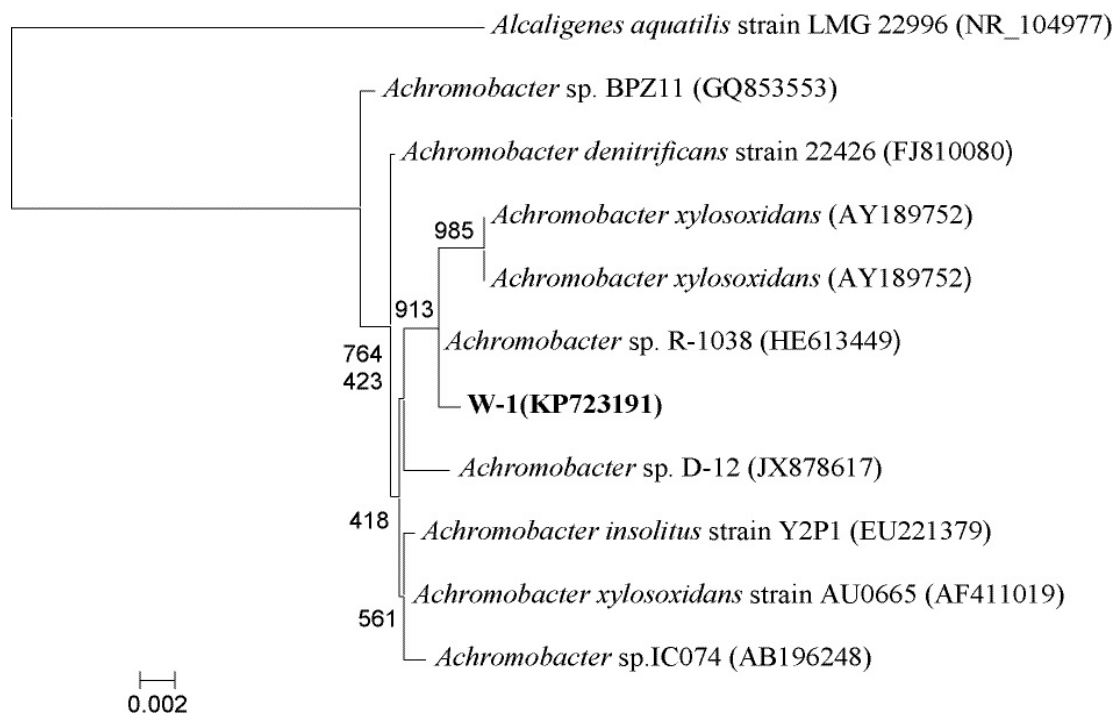 Alcaligenes aquatilis strain LMG 22996 (NR_104977)
Achromobacter sp. BPZ11 (GQ853553)
Achromobacter denitrificans strain 22426 (FJ810080)
Achromobacter xylosoxidans (AY189752)
985
Achromobacter xylosoxidans (AY189752)
913
Achromobacter sp. R-1038 (HE613449)
764
423
W-1(KP723191)
Achromobacter sp. D-12 (JX878617)
418
Achromobacter insolitus strain Y2P1 (EU221379)
Achromobacter xylosoxidans strain AU0665 (AF411019)
561
Achromobacter sp.IC074 (AB196248)
0.002